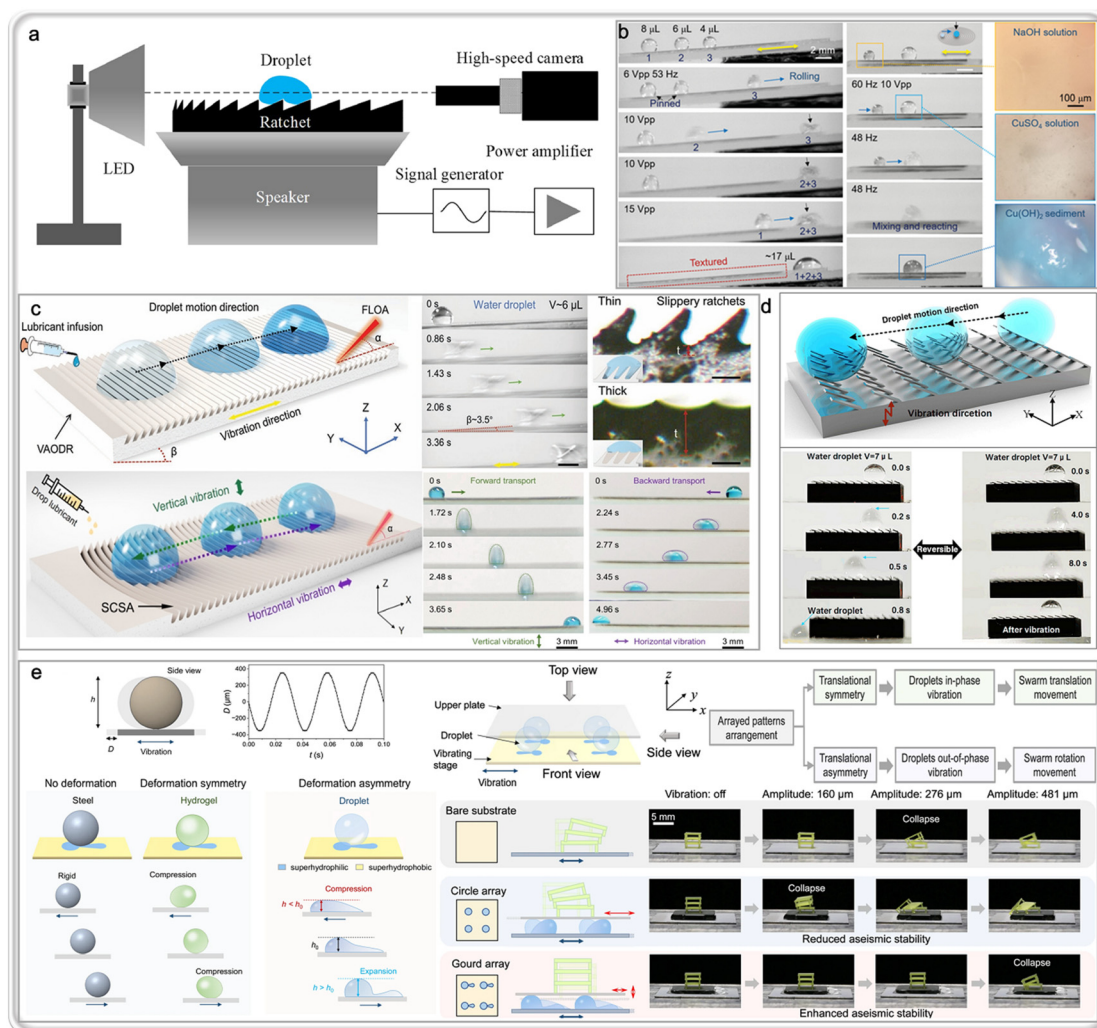 a
Droplet
High-speed camera
Ratchet
LED
Speaker
Signal generator
Power amplifier
b
8 μL 6 μL 4 μL
1 2 3
2 mm
6 Vpp 53 Hz
Rolling
Pinned
3
10 Vpp
2
3
10 Vpp
2+3
15 Vpp
1
2+3
Textured
~17 μL
1+2+3
60 Hz 10 Vpp
48 Hz
48 Hz
Mixing and reacting
NaOH solution
100 μm
CuSO₄ solution
Cu(OH)₂ sediment
c
Droplet motion direction
Lubricant infusion
FLOA
α
Vibration direction
VAODR
β
Z
Y
X
0 s
Water droplet
V~6 μL
0.86 s
1.43 s
2.06 s
β~3.5°
3.36 s
Thin
Slippery ratchets
t
Thick
t
Drop lubricant
Vertical vibration
Horizontal vibration
SCSA
α
Z
X
Y
0 s
Forward transport
1.72 s
2.10 s
2.48 s
3.65 s
Vertical vibration
3 mm
0 s
Backward transport
2.24 s
2.77 s
3.45 s
4.96 s
Horizontal vibration
3 mm
d
Droplet motion direction
Vibration dircetion
Z
Y
X
Water droplet V=7 μ L
0.0 s
0.2 s
0.5 s
Water droplet
0.8 s
Reversible
Water droplet V=7 μ L
0.0 s
4.0 s
8.0 s
After vibration
e
Side view
h
D
Vibration
D (μm)
400
200
0
-200
-400
0.00 0.02 0.04 0.06 0.08 0.10
t (s)
No deformation
Deformation symmetry
Deformation asymmetry
Steel
Hydrogel
Droplet
superhydrophilic
superhydrophobic
Rigid
Compression
Compression
Compression
h < h₀
h₀
Expansion
h > h₀
Top view
Upper plate
Droplet
Vibrating
stage
Vibration
Front view
Side view
z
y
x
Arrayed patterns
arrangement
Translational
symmetry
Droplets in-phase
vibration
Swarm translation
movement
Translational
asymmetry
Droplets out-of-phase
vibration
Swarm rotation
movement
Vibration: off
Amplitude: 160 μm
Amplitude: 276 μm
Amplitude: 481 μm
Bare substrate
5 mm
Collapse
Circle array
Collapse
Reduced aseismic stability
Gourd array
Collapse
Enhanced aseismic stability